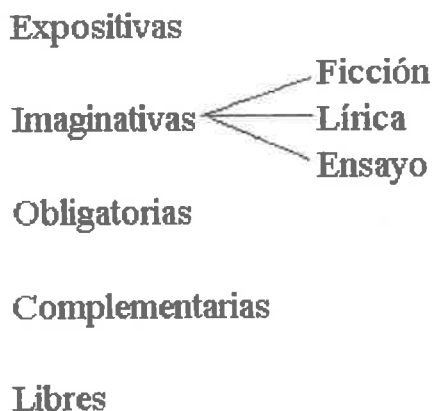 Expositivas
Ficción
Imaginativas
Lírica
Ensayo
Obligatorias
Complementarias
Libres